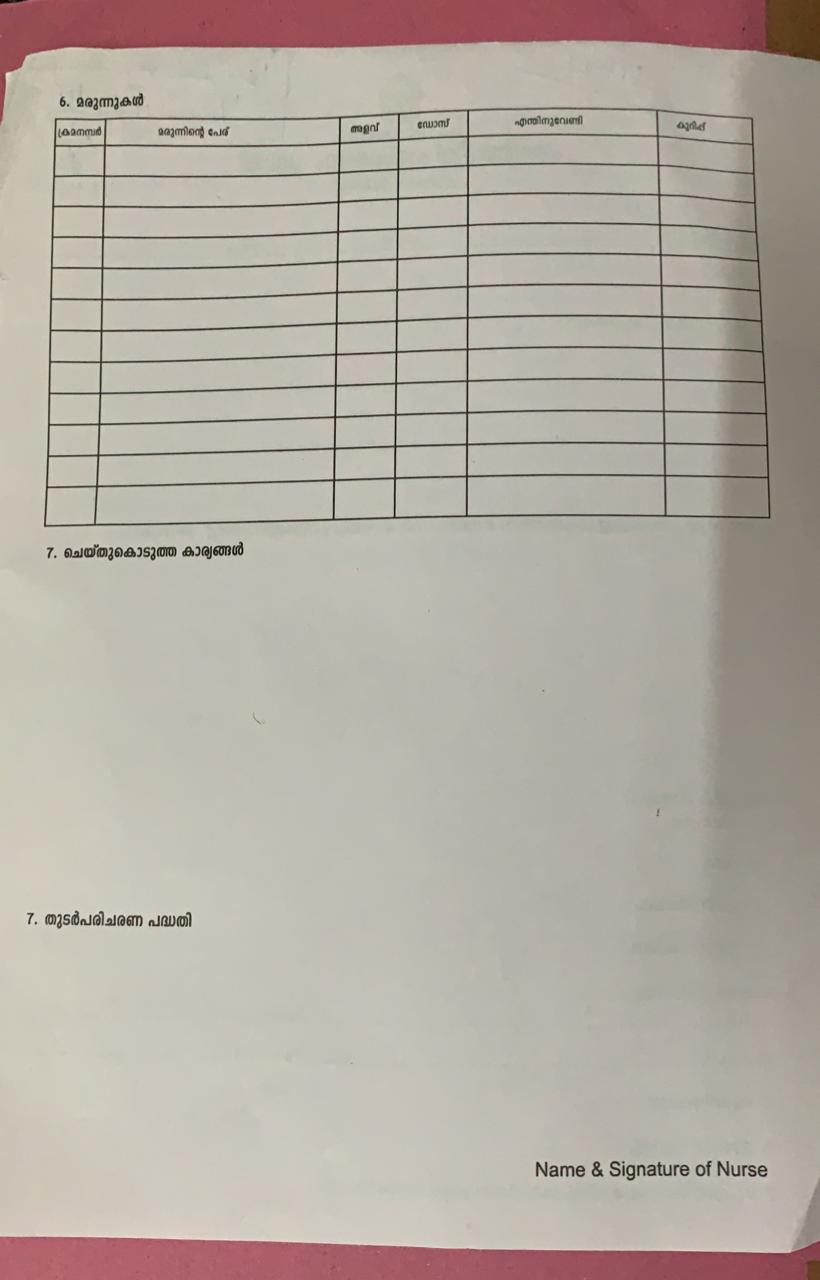 6. മരുന്നുകൾ
ക്രമനമ്പർ മരുന്നിന്റെ പേര് അളവ് ഡോസ് എന്തിനുവേണ്ടി കുറിപ്പ്
7. ചെയ്തുകൊടുത്ത കാര്യങ്ങൾ
7. തുടർപരിചരണ പദ്ധതി
Name & Signature of Nurse